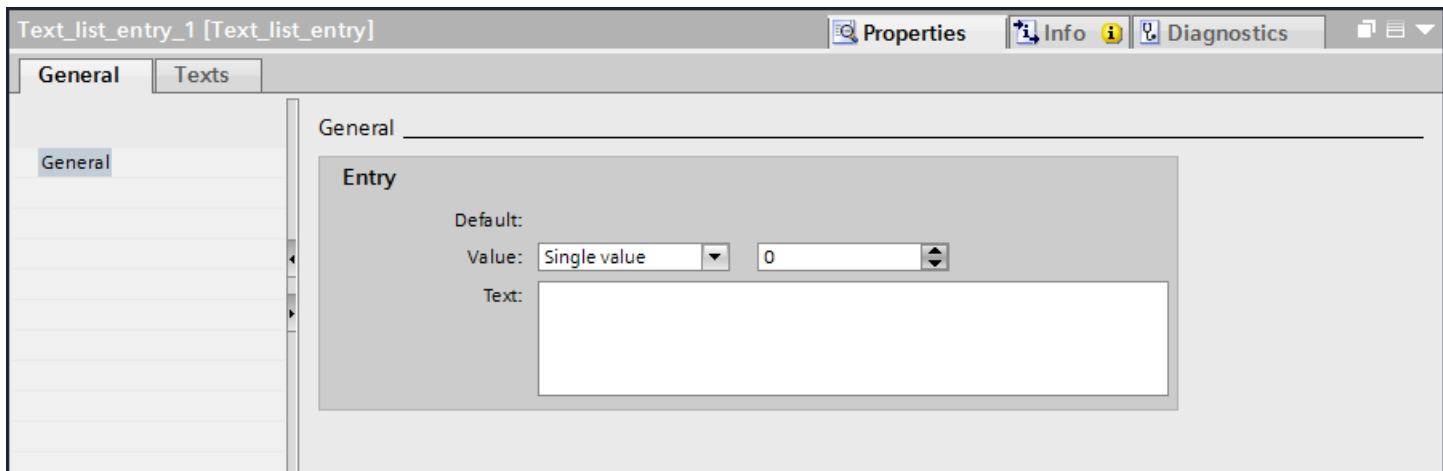 Text_list_entry_1 [Text_list_entry]
Properties
Info
Diagnostics
General
Texts
General
General
Entry
Default:
Value: Single value 0
Text: